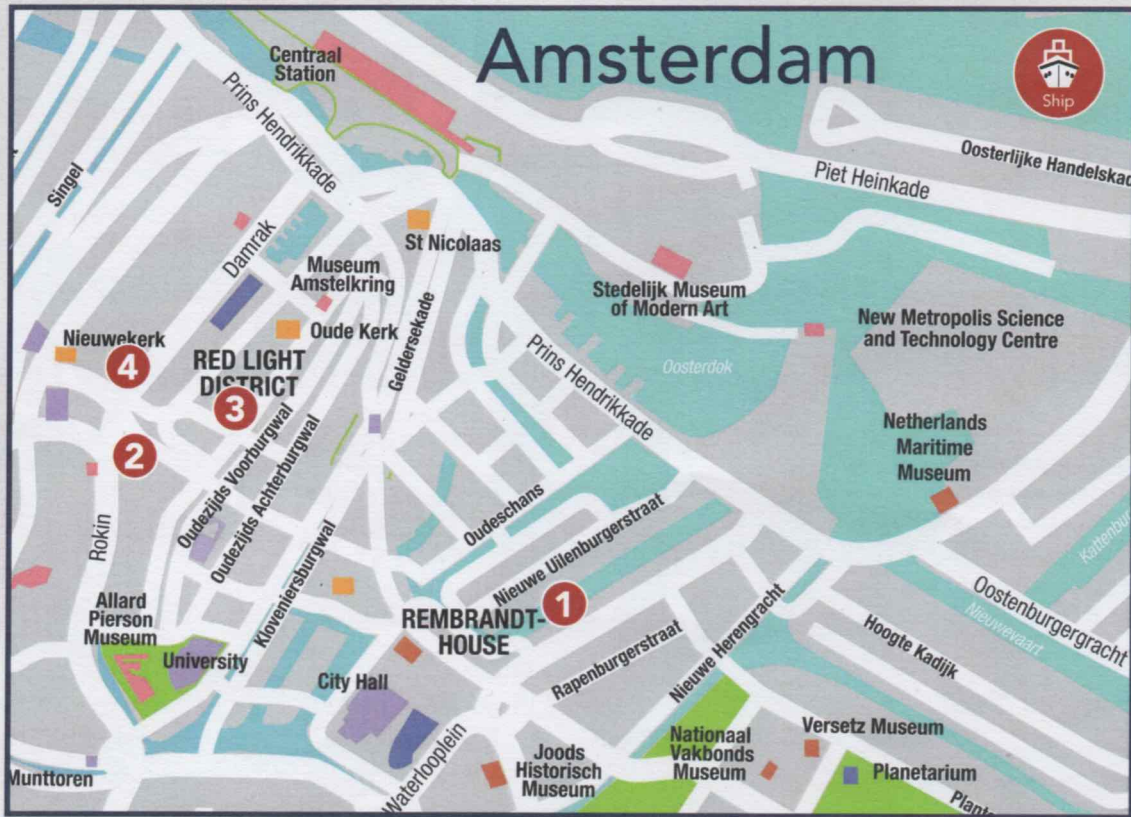 Amsterdam
Ship
Centraal
Station
Prins Hendrikkade
Singel
Oosterlijke Handelskad
Piet Heinkade
Damrak
St Nicolaas
Museum
Amstelkring
Stedelijk Museum
of Modern Art
New Metropolis Science
and Technology Centre
Nieuwekerk
4
Oude Kerk
RED LIGHT
DISTRICT
3
Geldersekade
Prins Hendrikkade
Oosterdok
Netherlands
Maritime
Museum
2
Oudezijds Voorburgwal
Oudezijds Achterburgwal
Rokin
Kloveniersburgwal
Oudeschans
Nieuwe Uilenburgerstraat
1
Kattenbur
Oostenburgergracht
Nieuwevaart
Allard
Pierson
Museum
University
REMBRANDT-
HOUSE
City Hall
Rapenburgerstraat
Nieuwe Herengracht
Hoogte Kadijk
Waterlooplein
Joods
Historisch
Museum
Nationaal
Vakbonds
Museum
Versetz Museum
Planetarium
Munttoren
Planta